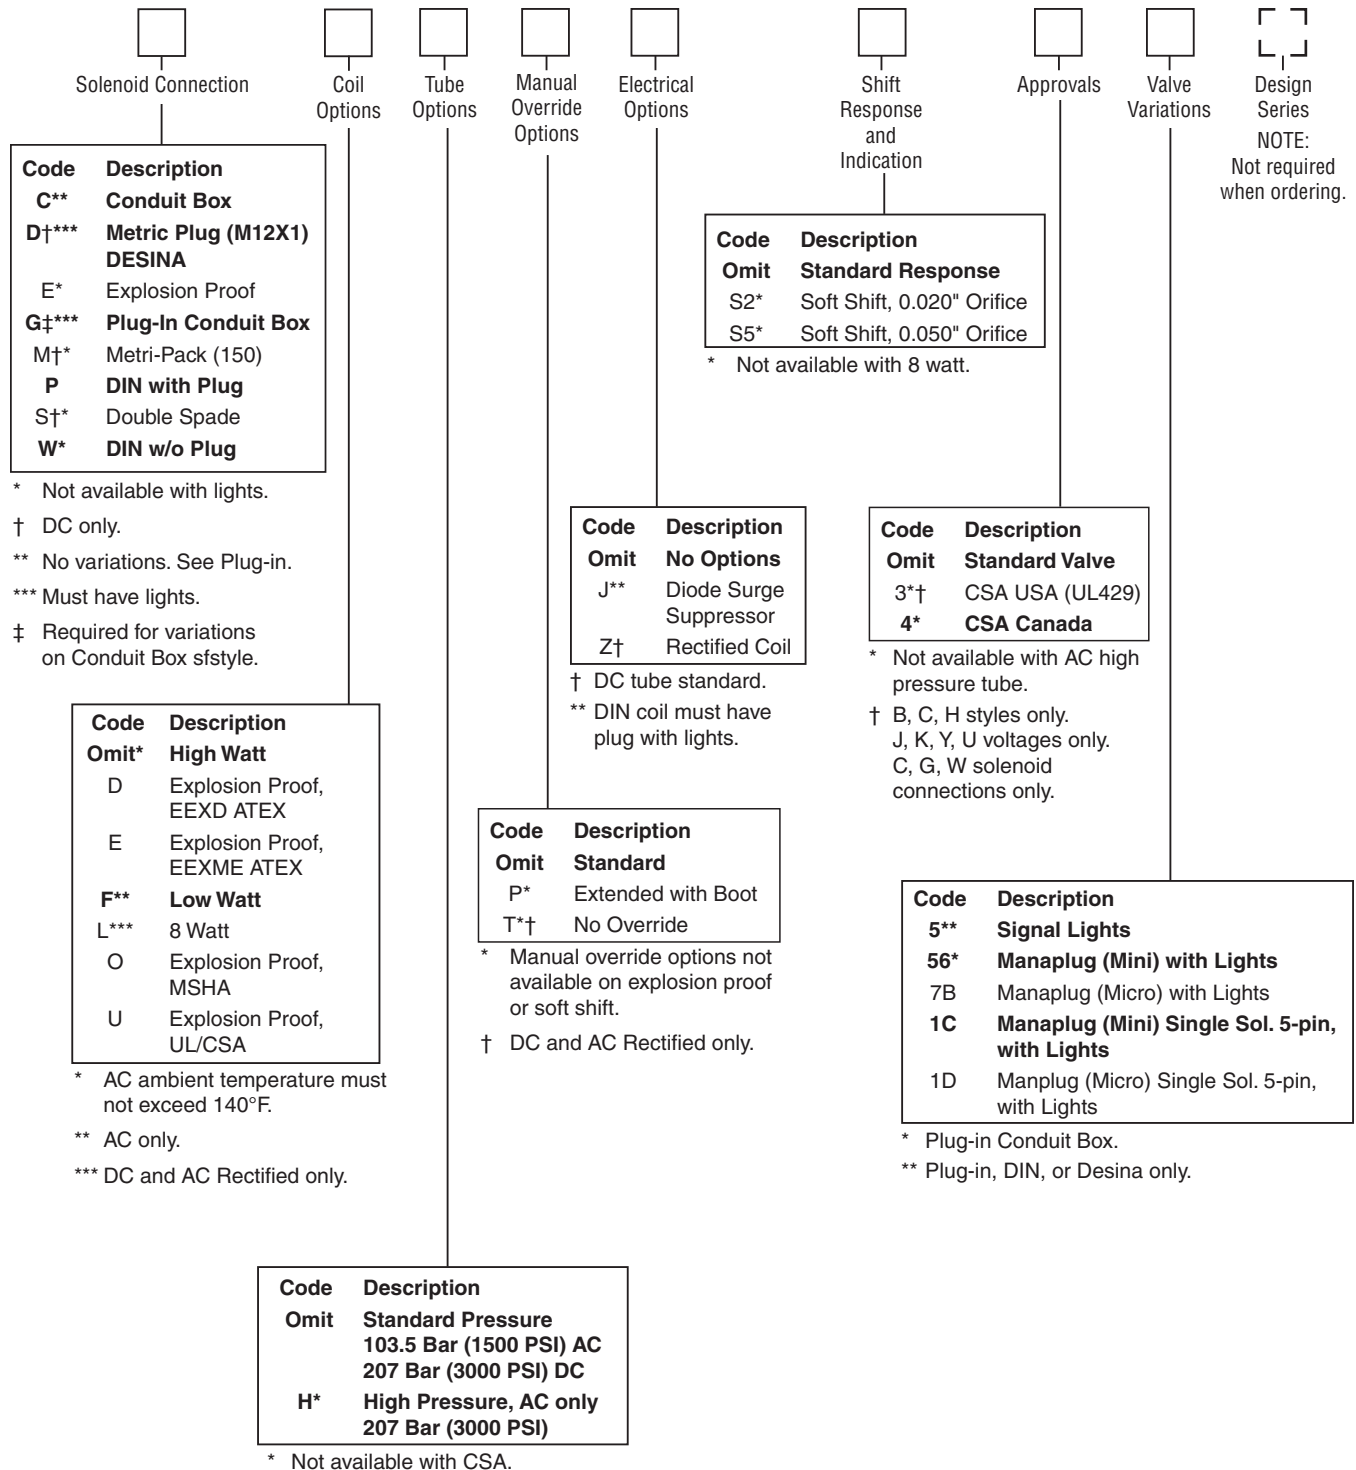 Solenoid Connection
Coil
Options
Tube
Options
Manual
Override
Options
Electrical
Options
Shift
Response
and
Indication
Approvals
Valve
Variations
Design
Series
NOTE:
Not required
when ordering.
Code Description
C** Conduit Box
D†*** Metric Plug (M12X1)
DESINA
E* Explosion Proof
G‡*** Plug-In Conduit Box
M†* Metri-Pack (150)
P DIN with Plug
S†* Double Spade
W* DIN w/o Plug
* Not available with lights.
† DC only.
** No variations. See Plug-in.
*** Must have lights.
‡ Required for variations
on Conduit Box sfstyle.
Code Description
Omit Standard Response
S2* Soft Shift, 0.020" Orifice
S5* Soft Shift, 0.050" Orifice
* Not available with 8 watt.
Code Description
Omit No Options
J** Diode Surge
Suppressor
Z† Rectified Coil
† DC tube standard.
** DIN coil must have
plug with lights.
Code Description
Omit Standard Valve
3*† CSA USA (UL429)
4* CSA Canada
* Not available with AC high
pressure tube.
† B, C, H styles only.
J, K, Y, U voltages only.
C, G, W solenoid
connections only.
Code Description
Omit* High Watt
D Explosion Proof,
EEXD ATEX
E Explosion Proof,
EEXME ATEX
F** Low Watt
L*** 8 Watt
O Explosion Proof,
MSHA
U Explosion Proof,
UL/CSA
* AC ambient temperature must
not exceed 140°F.
** AC only.
*** DC and AC Rectified only.
Code Description
Omit Standard
P* Extended with Boot
T*† No Override
* Manual override options not
available on explosion proof
or soft shift.
† DC and AC Rectified only.
Code Description
5** Signal Lights
56* Manaplug (Mini) with Lights
7B Manaplug (Micro) with Lights
1C Manaplug (Mini) Single Sol. 5-pin,
with Lights
1D Manplug (Micro) Single Sol. 5-pin,
with Lights
* Plug-in Conduit Box.
** Plug-in, DIN, or Desina only.
Code Description
Omit Standard Pressure
103.5 Bar (1500 PSI) AC
207 Bar (3000 PSI) DC
H* High Pressure, AC only
207 Bar (3000 PSI)
* Not available with CSA.